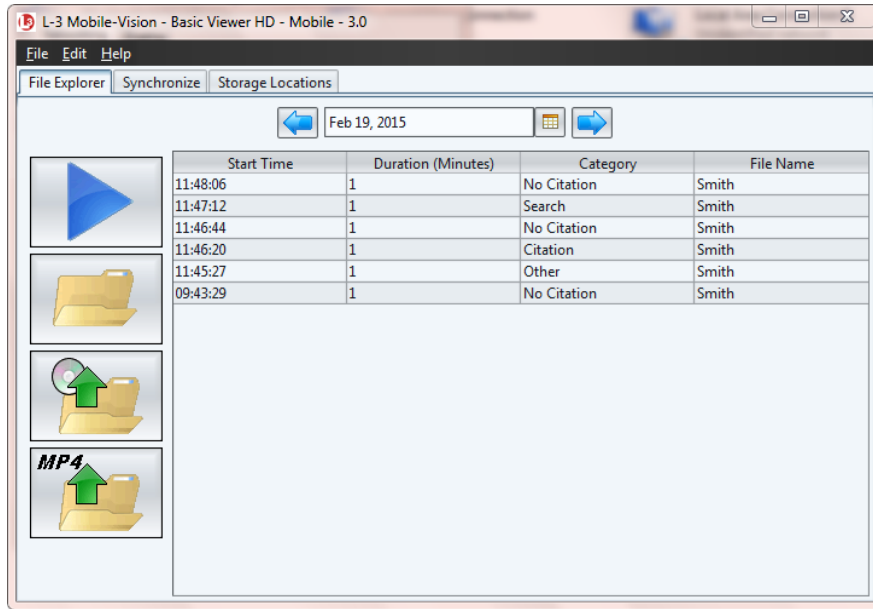 L-3 Mobile-Vision - Basic Viewer HD - Mobile - 3.0
File Edit Help
File Explorer Synchronize Storage Locations
Feb 19, 2015
Start Time Duration (Minutes) Category File Name
11:48:06 1 No Citation Smith
11:47:12 1 Search Smith
11:46:44 1 No Citation Smith
11:46:20 1 Citation Smith
11:45:27 1 Other Smith
09:43:29 1 No Citation Smith
MP4